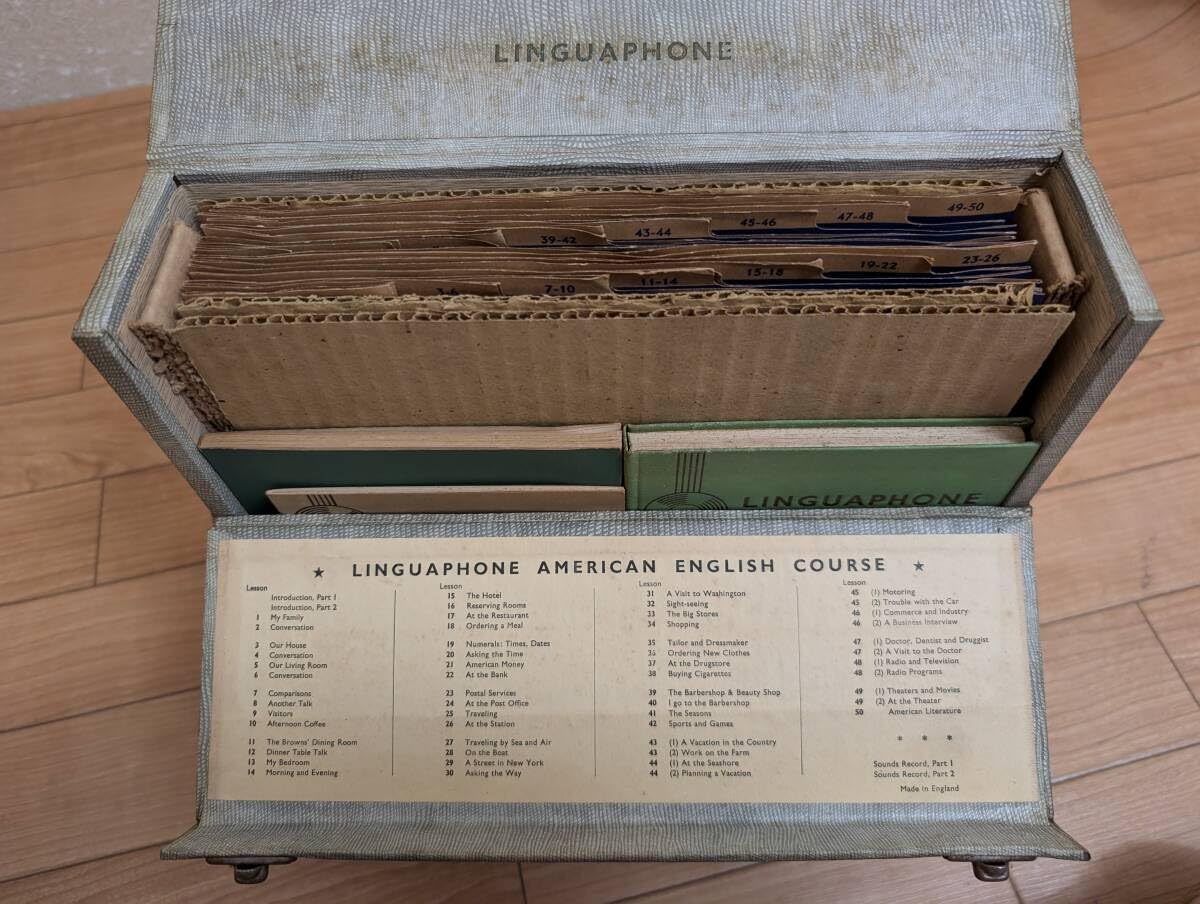 LINGUAPHONE
49-50
47-48
45-46
43-44
39-42
23-26
19-22
15-18
11-14
7-10
3-6
LINGUAPHONE
★ LINGUAPHONE AMERICAN ENGLISH COURSE ★
Lesson
Introduction, Part 1
Introduction, Part 2
1 My Family
2 Conversation
3 Our House
4 Conversation
5 Our Living Room
6 Conversation
7 Comparisons
8 Another Talk
9 Visitors
10 Afternoon Coffee
11 The Browns' Dining Room
12 Dinner Table Talk
13 My Bedroom
14 Morning and Evening
Lesson
15 The Hotel
16 Reserving Rooms
17 At the Restaurant
18 Ordering a Meal
19 Numerals: Times, Dates
20 Asking the Time
21 American Money
22 At the Bank
23 Postal Services
24 At the Post Office
25 Traveling
26 At the Station
27 Traveling by Sea and Air
28 On the Boat
29 A Street in New York
30 Asking the Way
Lesson
31 A Visit to Washington
32 Sight-seeing
33 The Big Stores
34 Shopping
35 Tailor and Dressmaker
36 Ordering New Clothes
37 At the Drugstore
38 Buying Cigarettes
39 The Barbershop & Beauty Shop
40 I go to the Barbershop
41 The Seasons
42 Sports and Games
43 (1) A Vacation in the Country
43 (2) Work on the Farm
44 (1) At the Seashore
44 (2) Planning a Vacation
Lesson
45 (1) Motoring
45 (2) Trouble with the Car
46 (1) Commerce and Industry
46 (2) A Business Interview
47 (1) Doctor, Dentist and Druggist
47 (2) A Visit to the Doctor
48 (1) Radio and Television
48 (2) Radio Programs
49 (1) Theaters and Movies
49 (2) At the Theater
50 American Literature
* * *
Sounds Record, Part 1
Sounds Record, Part 2
Made in England